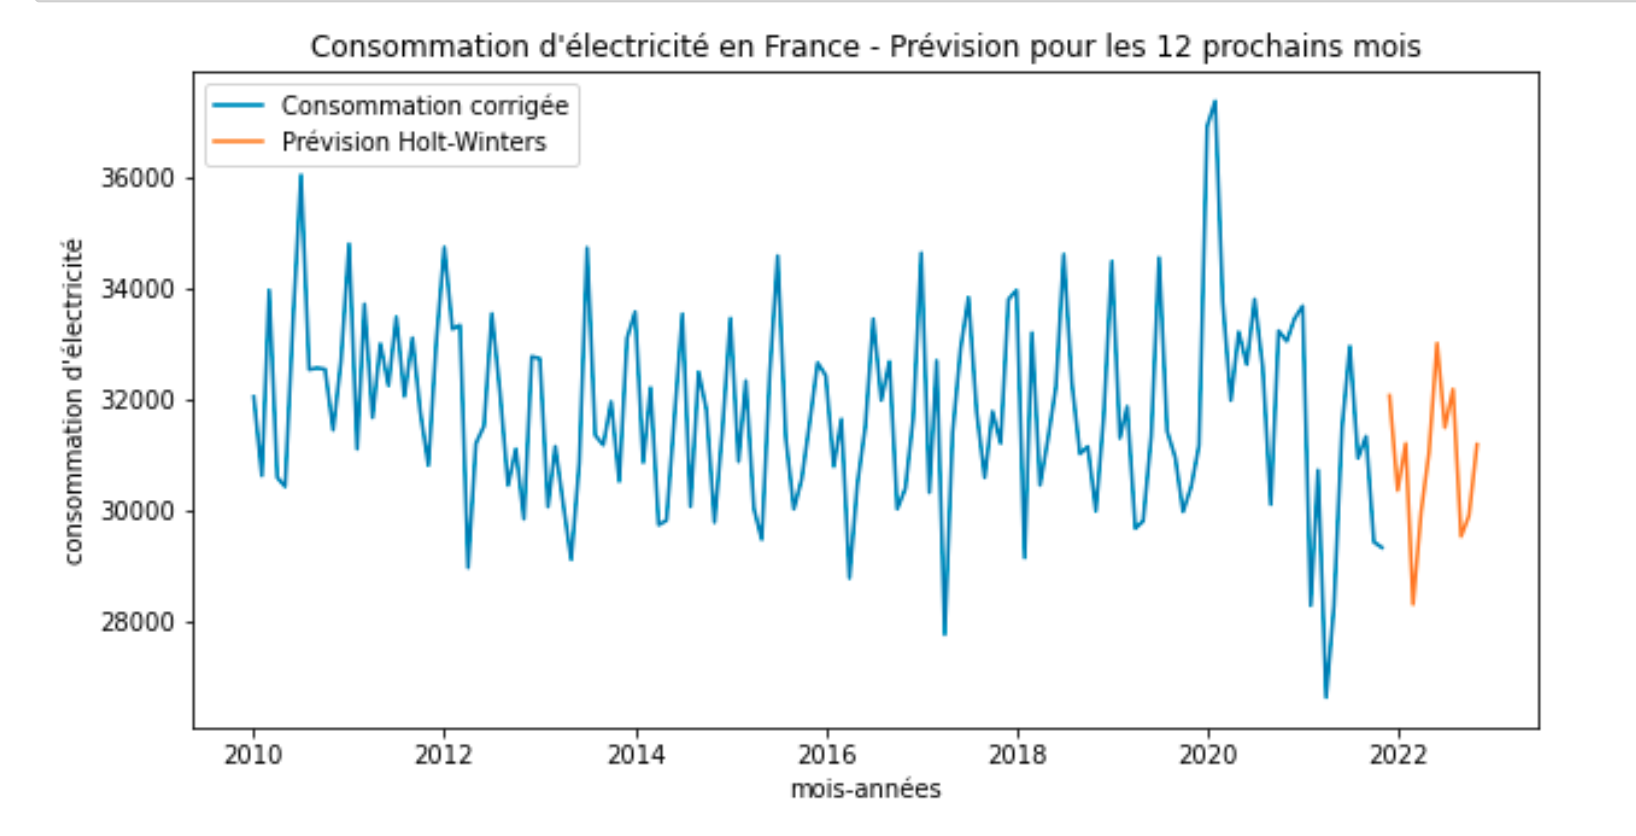 Consommation d'électricité en France - Prévision pour les 12 prochains mois
Consommation corrigée
Prévision Holt-Winters
consommation d'électricité
36000
34000
32000
30000
28000
2010 2012 2014 2016 2018 2020 2022
mois-années